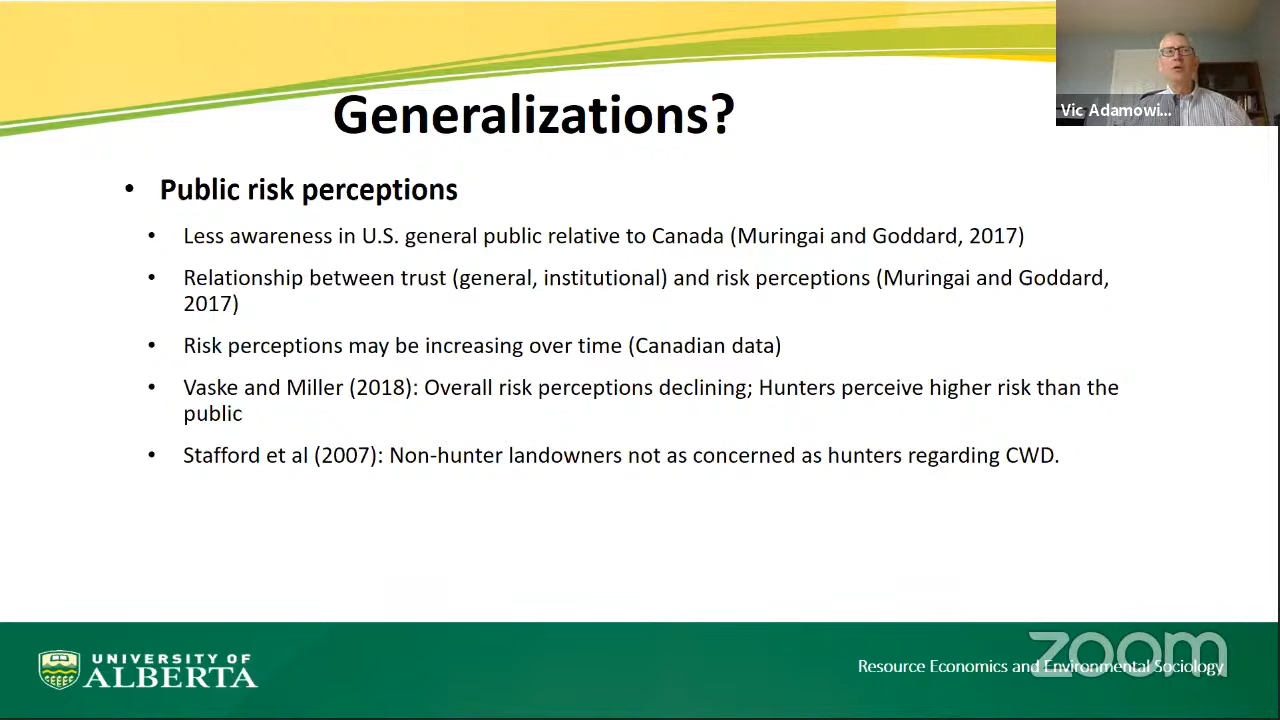 Vic Adamowi...
Generalizations?
• Public risk perceptions
• Less awareness in U.S. general public relative to Canada (Muringai and Goddard, 2017)
• Relationship between trust (general, institutional) and risk perceptions (Muringai and Goddard,
2017)
• Risk perceptions may be increasing over time (Canadian data)
• Vaske and Miller (2018): Overall risk perceptions declining; Hunters perceive higher risk than the
public
• Stafford et al (2007): Non-hunter landowners not as concerned as hunters regarding CWD.
UNIVERSITY OF
ALBERTA
Resource Economics and Environmental Sociology
zoom